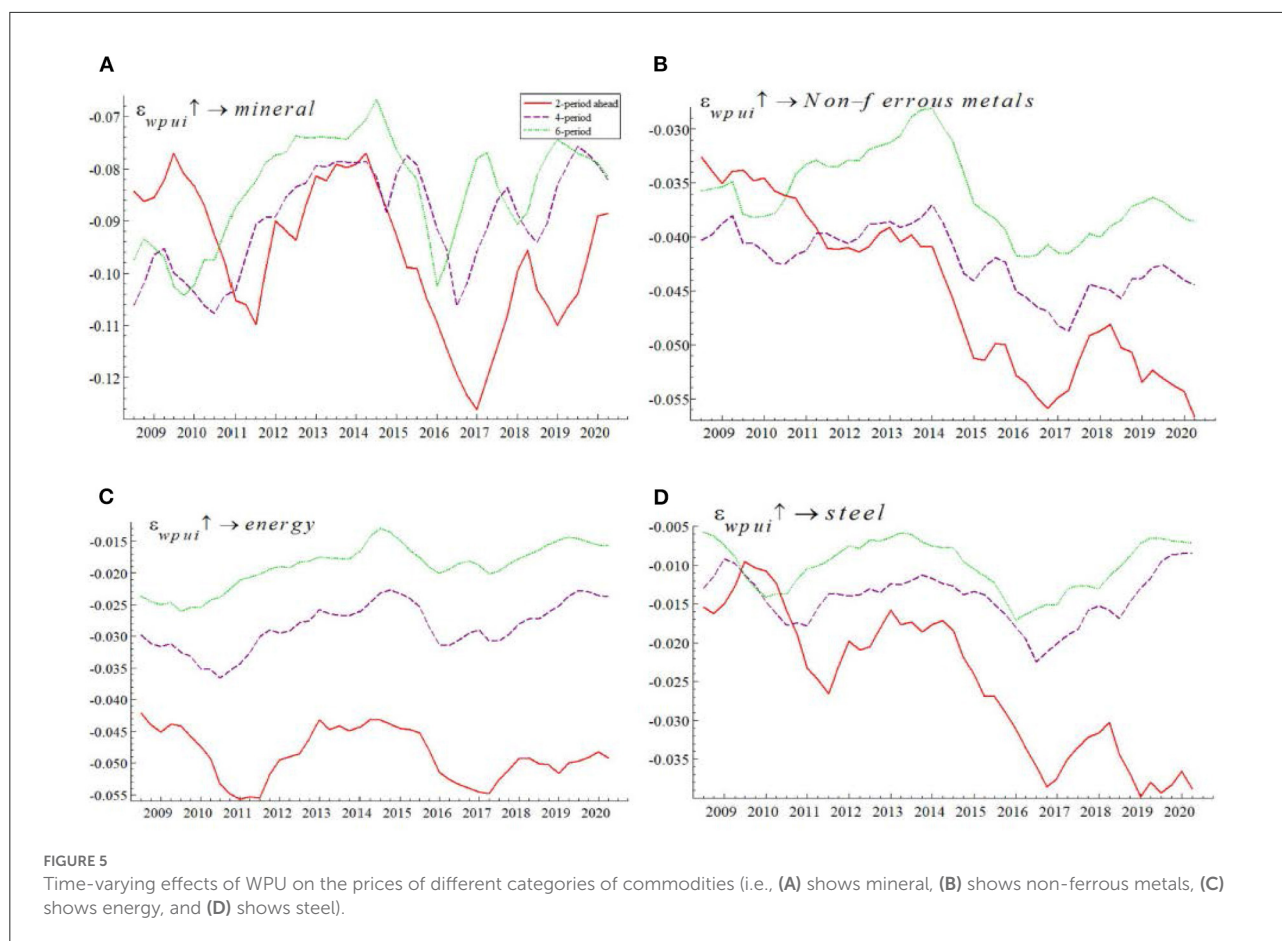 A
ε_wpui ↑ → mineral
2-period ahead
4-period
6-period
-0.07
-0.08
-0.09
-0.10
-0.11
-0.12
2009 2010 2011 2012 2013 2014 2015 2016 2017 2018 2019 2020
B
ε_wpui ↑ → Non-f errous metals
-0.030
-0.035
-0.040
-0.045
-0.050
-0.055
2009 2010 2011 2012 2013 2014 2015 2016 2017 2018 2019 2020
C
ε_wpui ↑ → energy
-0.015
-0.020
-0.025
-0.030
-0.035
-0.040
-0.045
-0.050
-0.055
2009 2010 2011 2012 2013 2014 2015 2016 2017 2018 2019 2020
D
ε_wpui ↑ → steel
-0.005
-0.010
-0.015
-0.020
-0.025
-0.030
-0.035
2009 2010 2011 2012 2013 2014 2015 2016 2017 2018 2019 2020
FIGURE 5
Time-varying effects of WPU on the prices of different categories of commodities (i.e., (A) shows mineral, (B) shows non-ferrous metals, (C)
shows energy, and (D) shows steel).